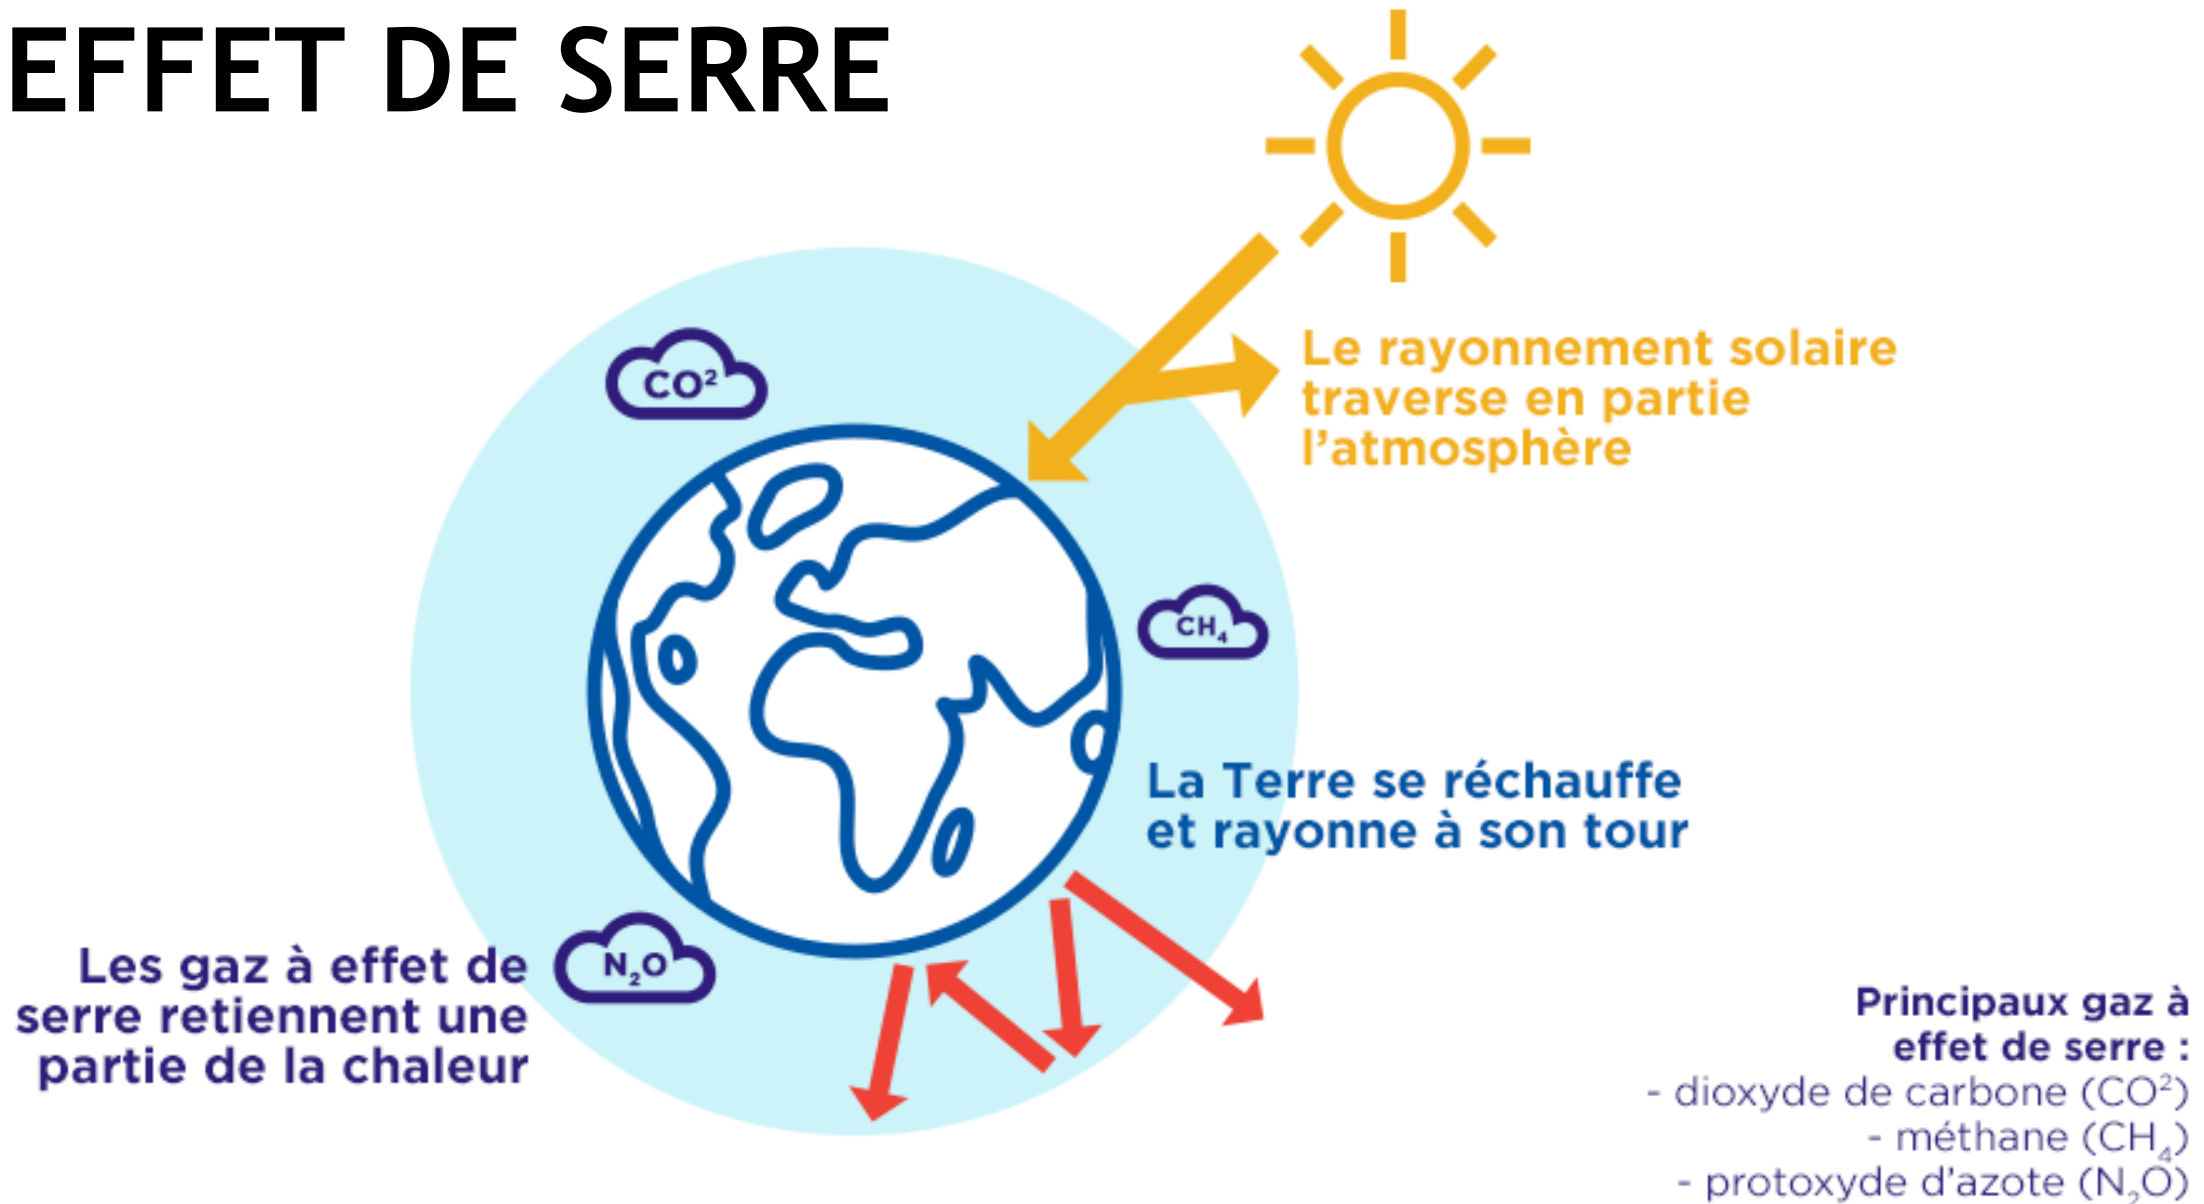 EFFET DE SERRE
Le rayonnement solaire
traverse en partie
l’atmosphère
CO²
CH₄
La Terre se réchauffe
et rayonne à son tour
N₂O
Les gaz à effet de
serre retiennent une
partie de la chaleur
Principaux gaz à
effet de serre :
- dioxyde de carbone (CO²)
- méthane (CH₄)
- protoxyde d'azote (N₂O)